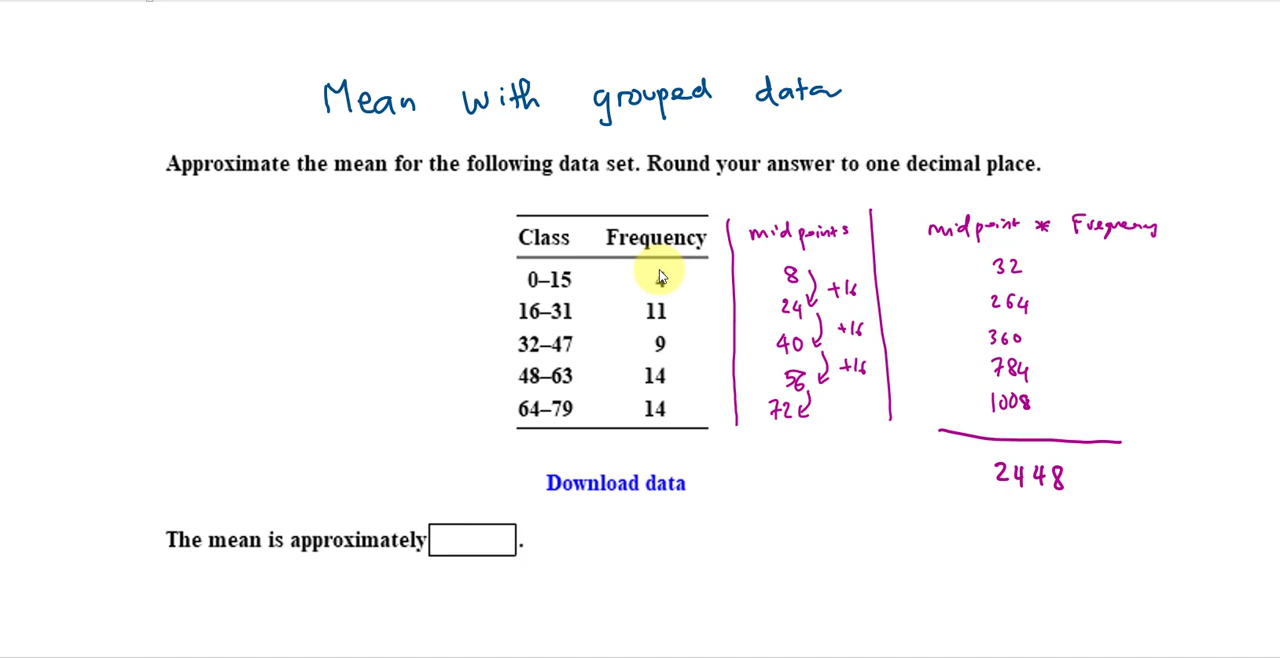 Mean with grouped data
Approximate the mean for the following data set. Round your answer to one decimal place.
Class Frequency midpoints midpoint * Frequency
0–15 8 32
+16
16–31 11 24 264
+16
32–47 9 40 360
+16
48–63 14 56 784
64–79 14 72 1008
2448
Download data
The mean is approximately .